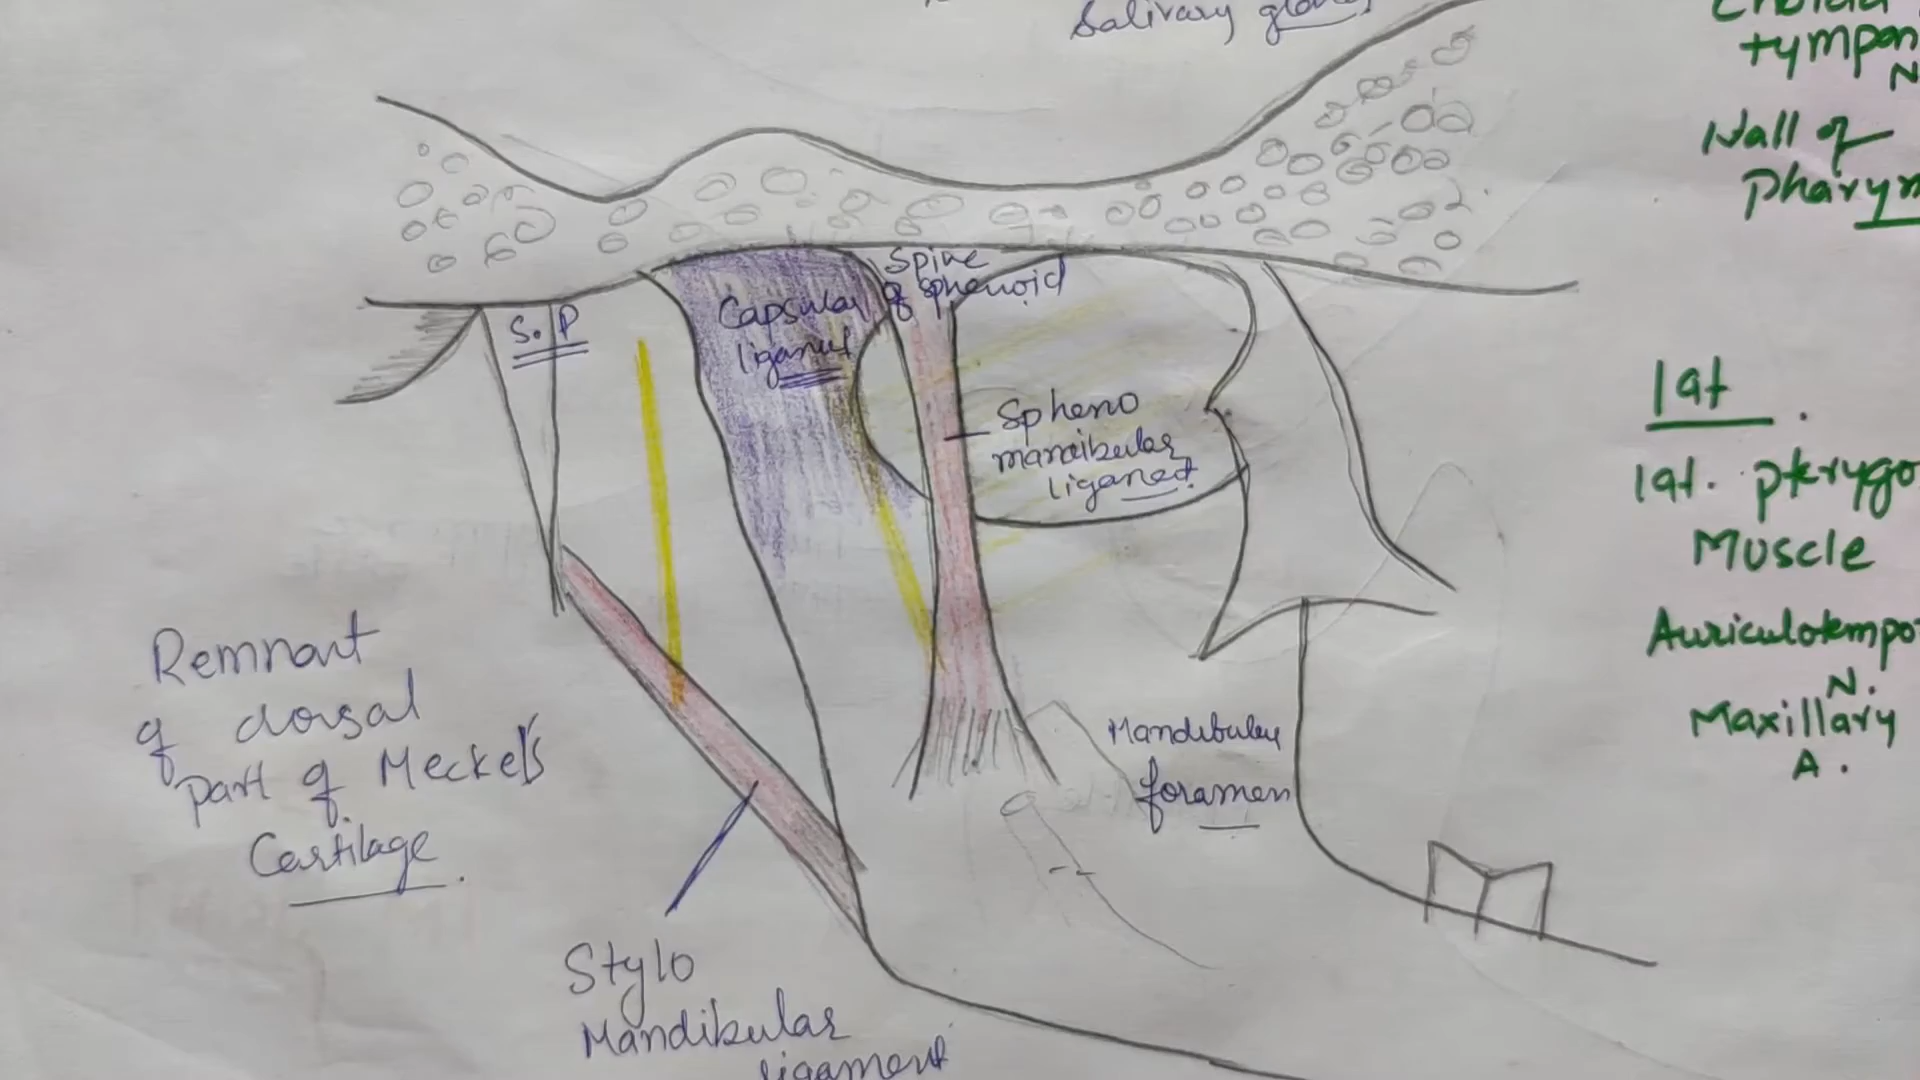 Salivary gland
tympan
N
Wall of
Pharyn
Spine
of Sphenoid
S.P
Capsular
ligament
Spheno
mandibular
ligament
lat.
lat. pterygo
Muscle
Auriculotempo
N.
Maxillary
A.
Remnant
of dorsal
part of Meckel's
Cartilage.
Mandibular
foramen
Stylo
Mandibular
ligament